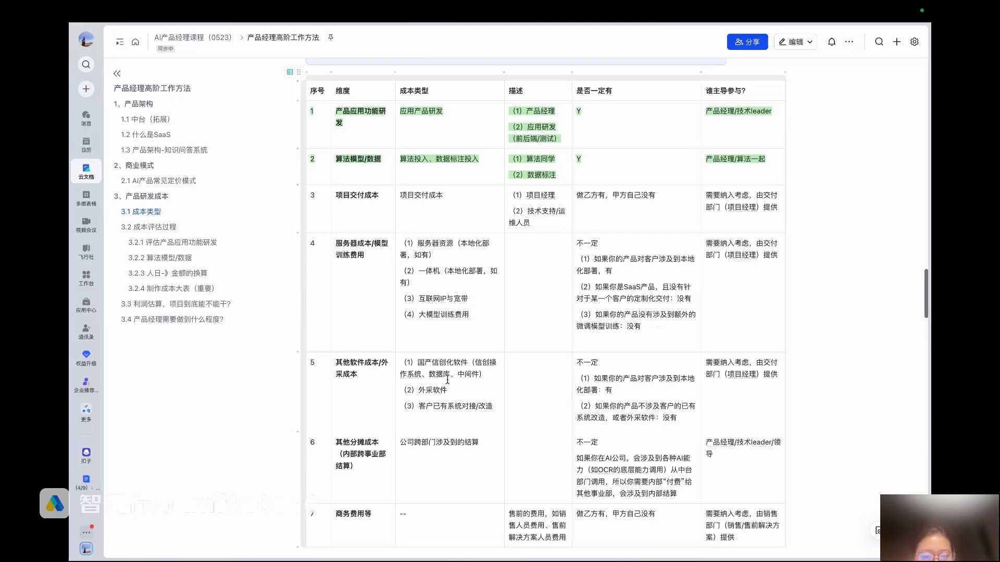 AI产品经理课程（0523） > 产品经理高阶工作方法
同步中
分享
编辑
消息
25
日历
云文档
多维表格
视频会议
飞行社
工作台
应用中心
通讯录
权益升级
企业推荐...
更多
扣子
(4/9)：...
产品经理高阶工作方法
1、产品架构
1.1 中台（拓展）
1.2 什么是SaaS
1.3 产品架构-知识问答系统
2、商业模式
2.1 AI产品常见定价模式
3、产品研发成本
3.1 成本类型
3.2 成本评估过程
3.2.1 评估产品应用功能研发
3.2.2 算法模型/数据
3.2.3 人日-》金额的换算
3.2.4 制作成本大表（重要）
3.3 利润估算，项目到底能不能干?
3.4 产品经理需要做到什么程度?
序号 维度 成本类型 描述 是否一定有 谁主导参与?
1
产品应用功能研
发
应用产品研发
（1）产品经理
（2）应用研发
（前后端/测试）
Y
产品经理/技术leader
2
算法模型/数据
算法投入、数据标注投入
（1）算法同学
（2）数据标注
Y
产品经理/算法一起
3
项目交付成本
项目交付成本
（1）项目经理
（2）技术支持/运
维人员
做乙方有，甲方自己没有
需要纳入考虑，由交付
部门（项目经理）提供
4
服务器成本/模型
训练费用
（1）服务器资源（本地化部
署，如有）
（2）一体机（本地化部署，如
有）
（3）互联网IP与宽带
（4）大模型训练费用
不一定
（1）如果你的产品对客户涉及到本地
化部署，有
（2）如果你是SaaS产品，且没有针
对于某一个客户的定制化交付：没有
（3）如果你的产品没有涉及到额外的
微调模型训练：没有
需要纳入考虑，由交付
部门（项目经理）提供
5
其他软件成本/外
采成本
（1）国产信创化软件（信创操
作系统、数据库、中间件）
（2）外采软件
（3）客户已有系统对接/改造
不一定
（1）如果你的产品对客户涉及到本地
化部署：有
（2）如果你的产品不涉及客户的已有
系统改造，或者外采软件：没有
需要纳入考虑，由交付
部门（项目经理）提供
6
其他分摊成本
（内部跨事业部
结算）
公司跨部门涉及到的结算
不一定
如果你在AI公司，会涉及到各种AI能
力（如OCR的底层能力调用）从中台
部门调用，所以你需要内部“付费”给
其他事业部，会涉及到内部结算
产品经理/技术leader/领
导
7
商务费用等
--
售前的费用，如销
售人员费用、售前
解决方案人员费用
做乙方有，甲方自己没有
需要纳入考虑，由销售
部门（销售/售前解决方
案）提供
智